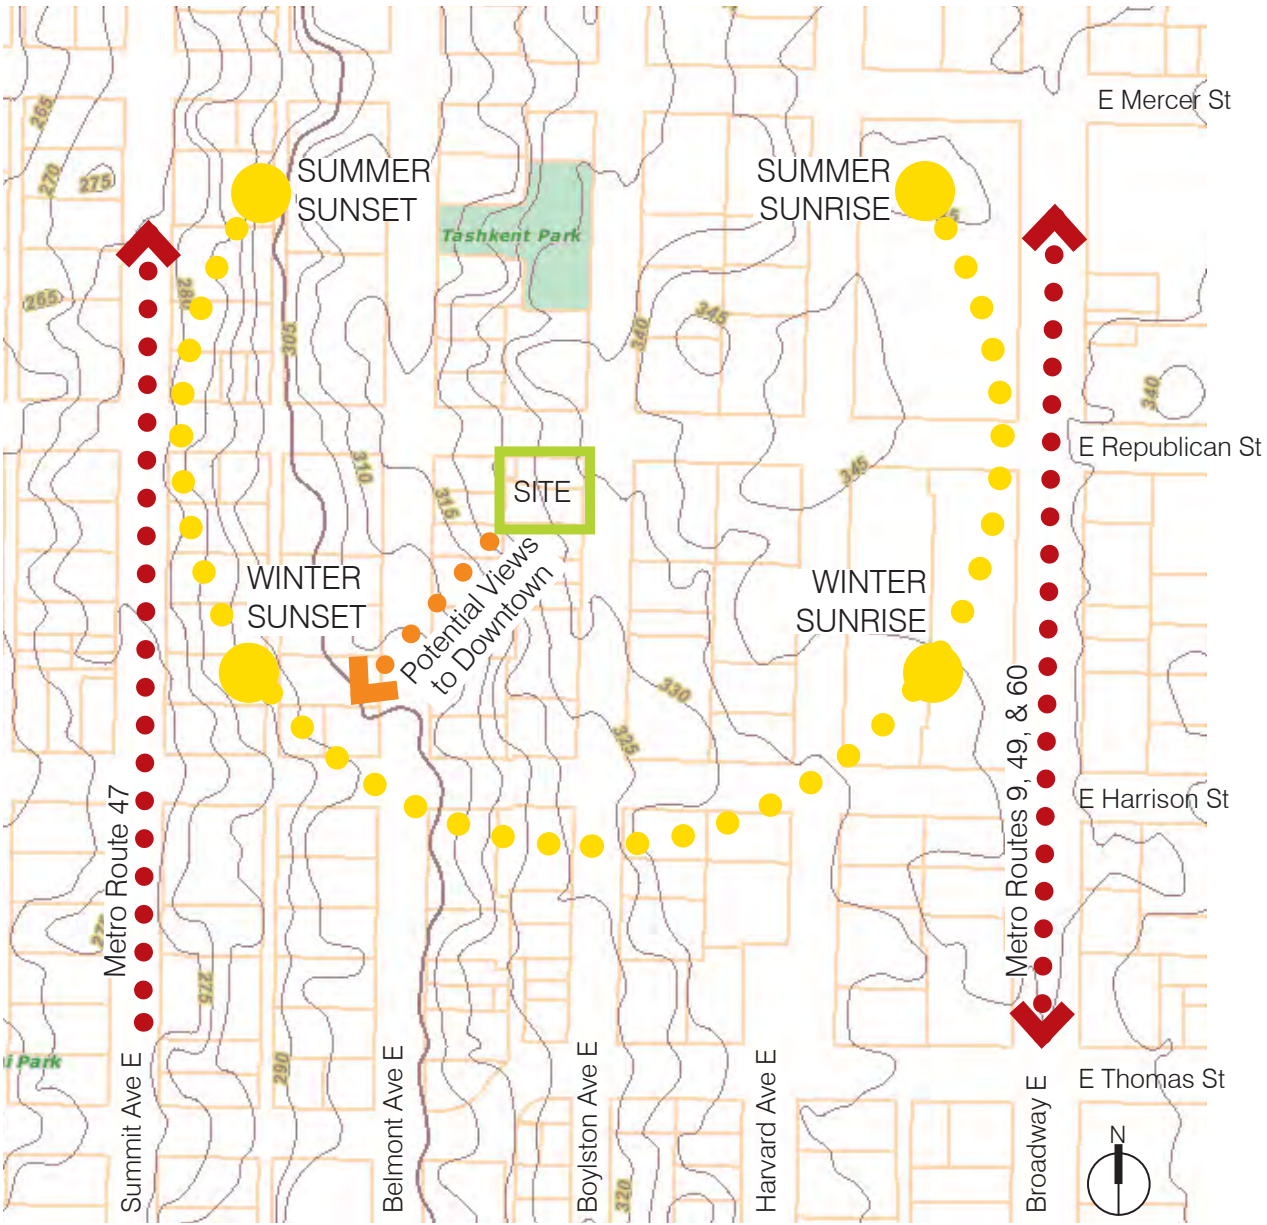 E Mercer St
265
270
275
SUMMER
SUNSET
SUMMER
SUNRISE
Tashkent Park
265
280
305
340
345
340
E Republican St
310
315
345
SITE
Potential Views
to Downtown
WINTER
SUNSET
WINTER
SUNRISE
330
325
Metro Route 47
Metro Routes 9, 49, & 60
E Harrison St
275
290
i Park
Summit Ave E
Belmont Ave E
Boylston Ave E
Harvard Ave E
Broadway E
E Thomas St
N
320